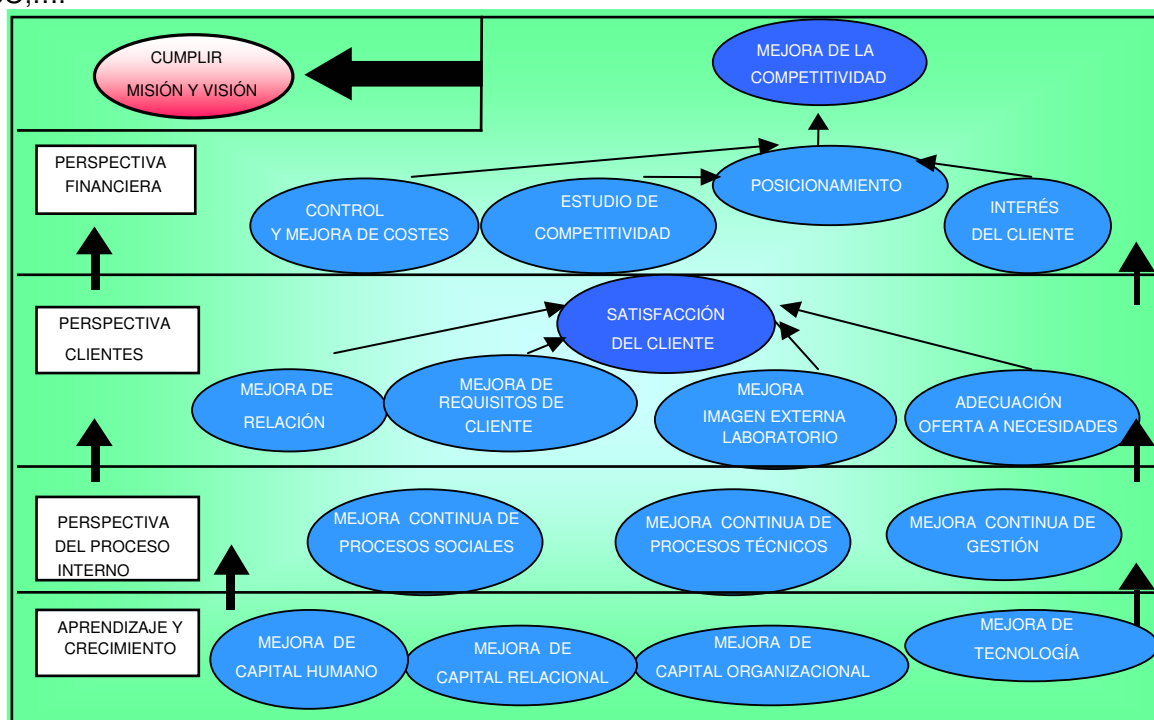 CUMPLIR
MISIÓN Y VISIÓN
MEJORA DE LA
COMPETITIVIDAD
PERSPECTIVA
FINANCIERA
CONTROL
Y MEJORA DE COSTES
ESTUDIO DE
COMPETITIVIDAD
POSICIONAMIENTO
INTERÉS
DEL CLIENTE
PERSPECTIVA
CLIENTES
SATISFACCIÓN
DEL CLIENTE
MEJORA DE
RELACIÓN
MEJORA DE
REQUISITOS DE
CLIENTE
MEJORA
IMAGEN EXTERNA
LABORATORIO
ADECUACIÓN
OFERTA A NECESIDADES
PERSPECTIVA
DEL PROCESO
INTERNO
MEJORA CONTINUA DE
PROCESOS SOCIALES
MEJORA CONTINUA DE
PROCESOS TÉCNICOS
MEJORA CONTINUA DE
GESTIÓN
APRENDIZAJE Y
CRECIMIENTO
MEJORA DE
CAPITAL HUMANO
MEJORA DE
CAPITAL RELACIONAL
MEJORA DE
CAPITAL ORGANIZACIONAL
MEJORA DE
TECNOLOGÍA